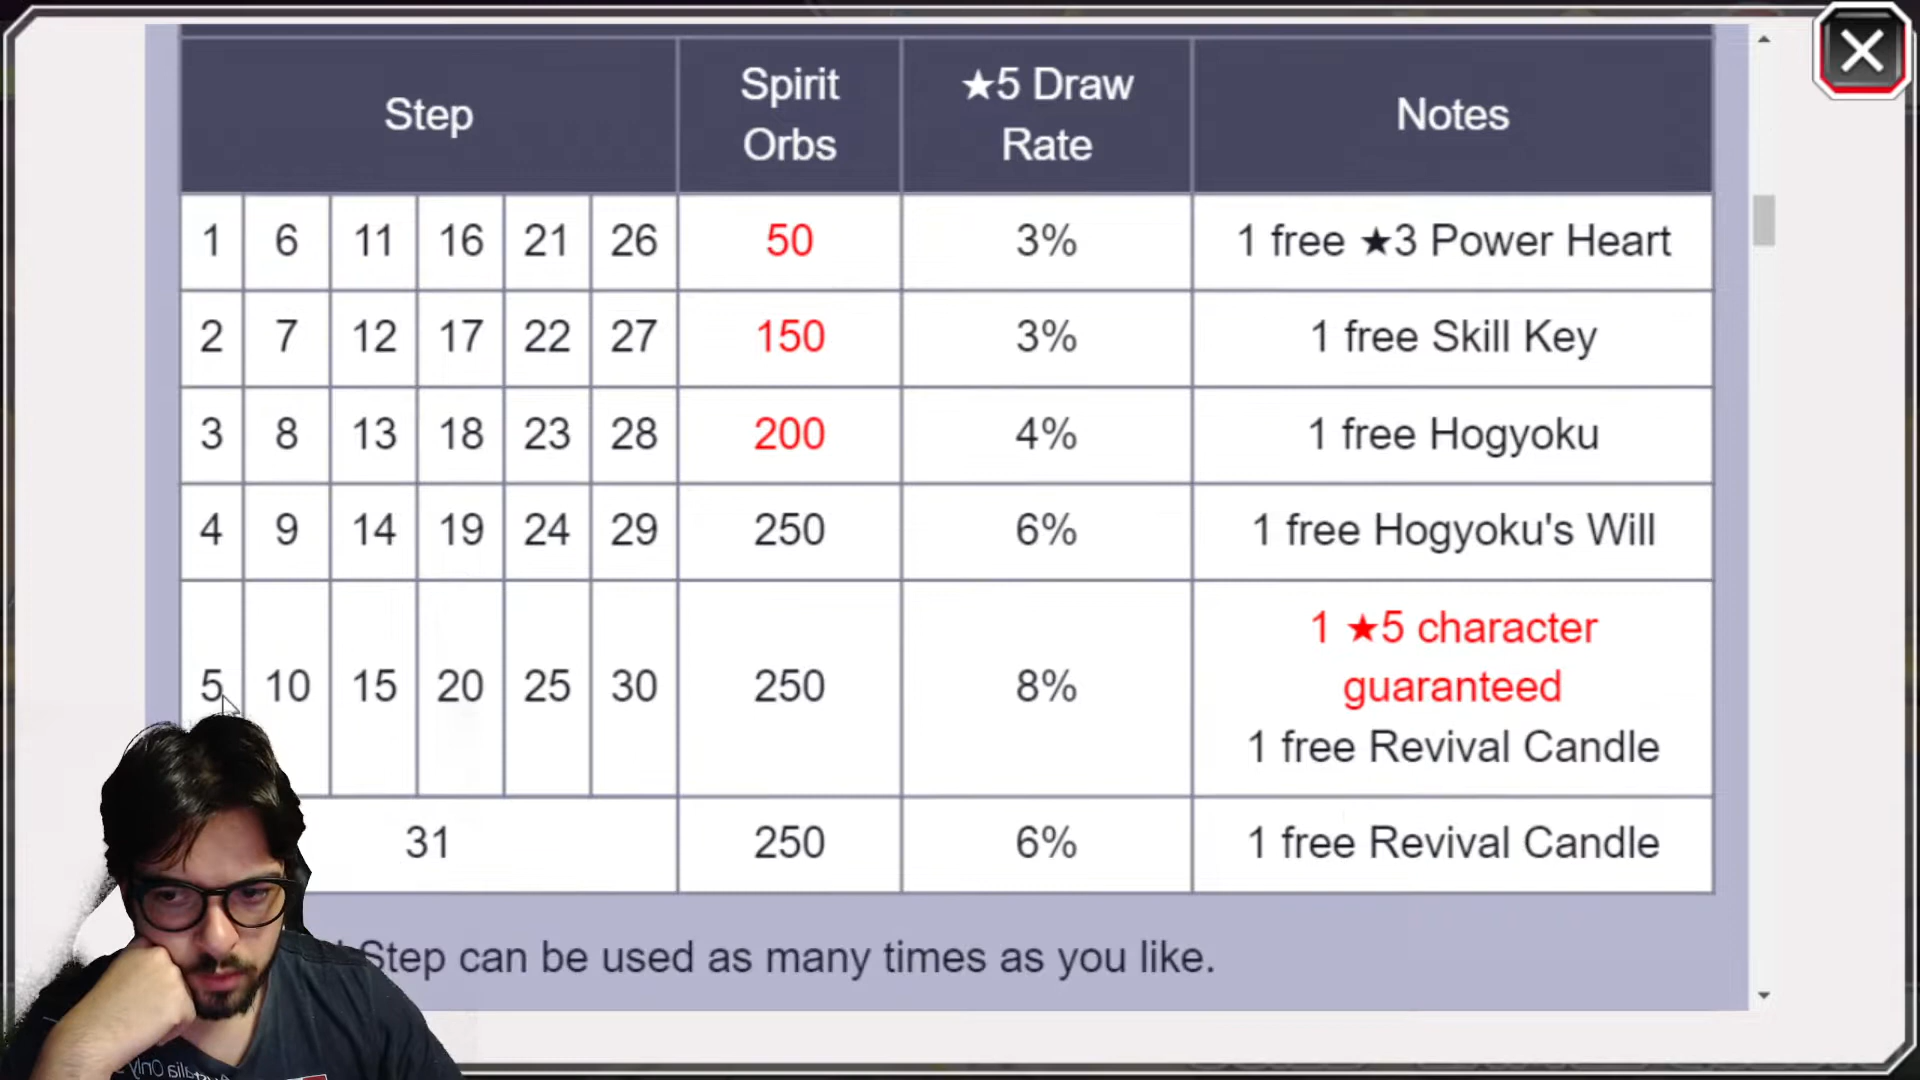 Step
Spirit
Orbs
★5 Draw
Rate
Notes
1 6 11 16 21 26 50 3% 1 free ★3 Power Heart
2 7 12 17 22 27 150 3% 1 free Skill Key
3 8 13 18 23 28 200 4% 1 free Hogyoku
4 9 14 19 24 29 250 6% 1 free Hogyoku's Will
5 10 15 20 25 30 250 8% 1 ★5 character
guaranteed
1 free Revival Candle
31 250 6% 1 free Revival Candle
Step can be used as many times as you like.